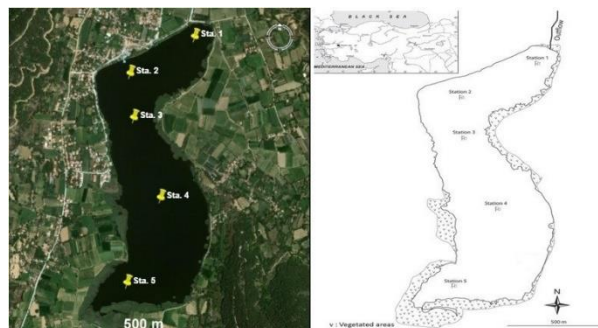 Sta. 1
Sta. 2
Sta. 3
Sta. 4
Sta. 5
500 m
BLACK SEA
MEDITERRANEAN SEA
Outflow
Station 1
Station 2
Station 3
Station 4
Station 5
N
v : Vegetated areas
500 m